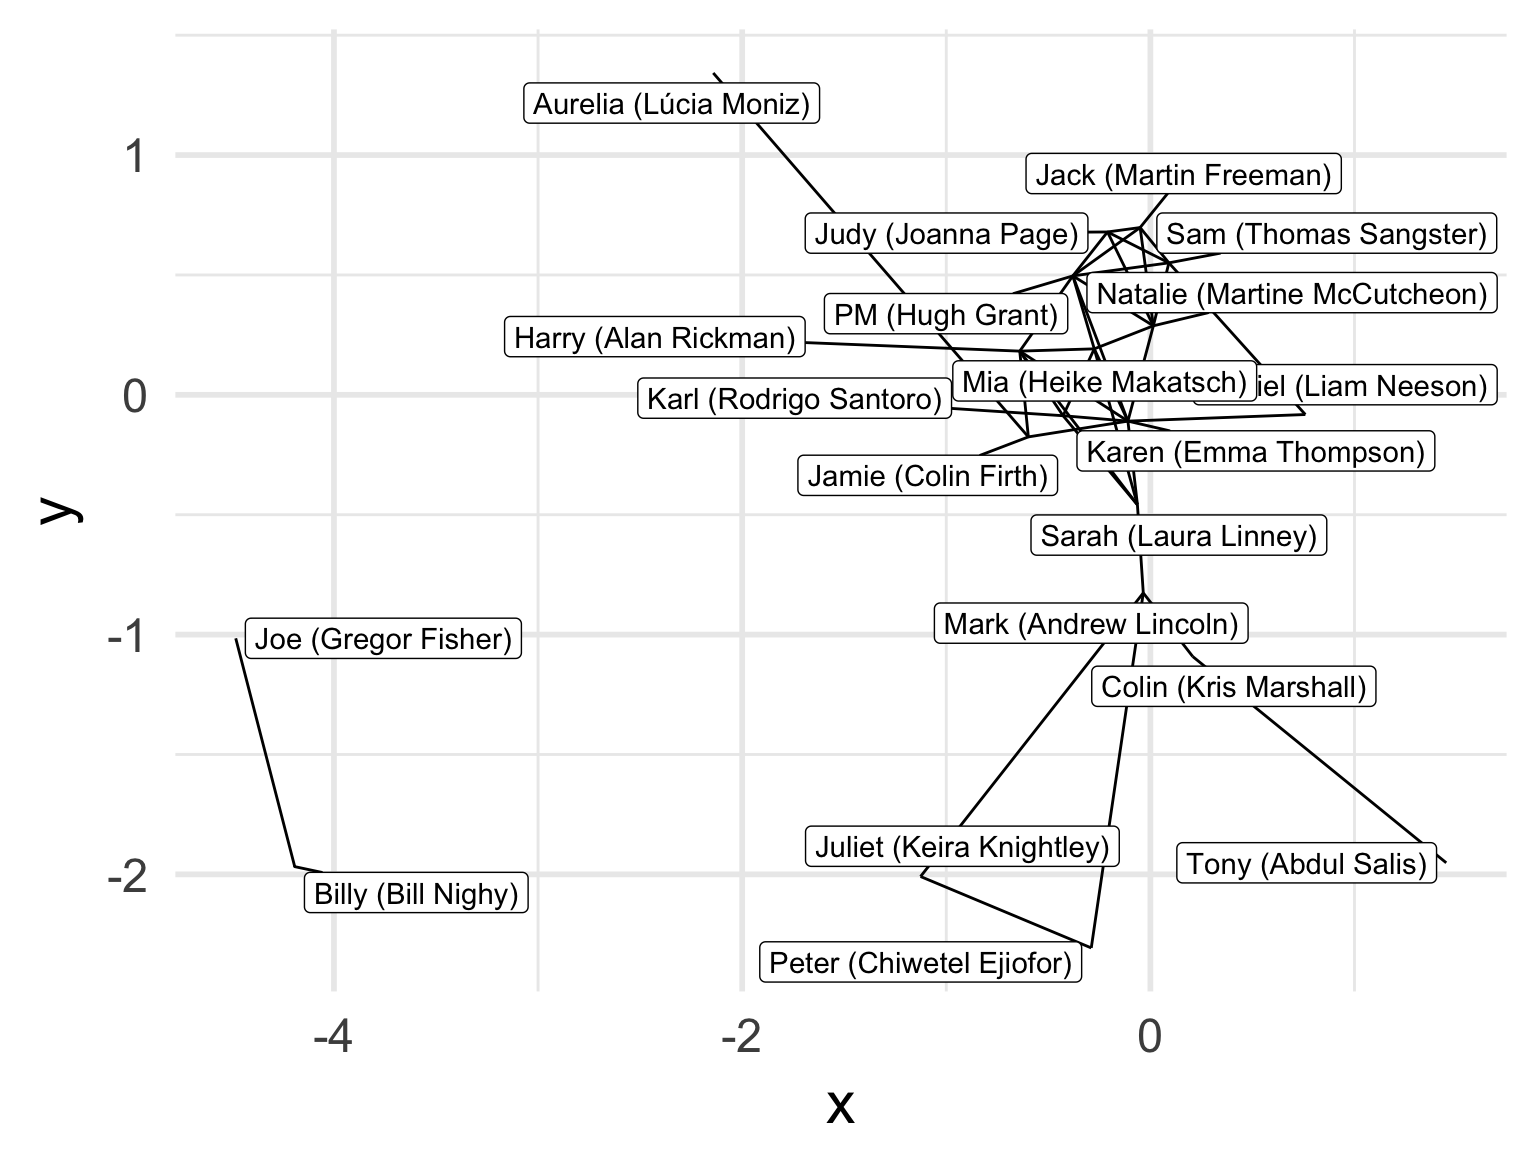 Aurelia (Lúcia Moniz)
1
Jack (Martin Freeman)
Judy (Joanna Page)
Sam (Thomas Sangster)
Natalie (Martine McCutcheon)
PM (Hugh Grant)
Harry (Alan Rickman)
Mia (Heike Makatsch)
iel (Liam Neeson)
0
Karl (Rodrigo Santoro)
Karen (Emma Thompson)
Jamie (Colin Firth)
y
Sarah (Laura Linney)
Mark (Andrew Lincoln)
-1
Joe (Gregor Fisher)
Colin (Kris Marshall)
Juliet (Keira Knightley)
Tony (Abdul Salis)
-2
Billy (Bill Nighy)
Peter (Chiwetel Ejiofor)
-4 -2 0
x